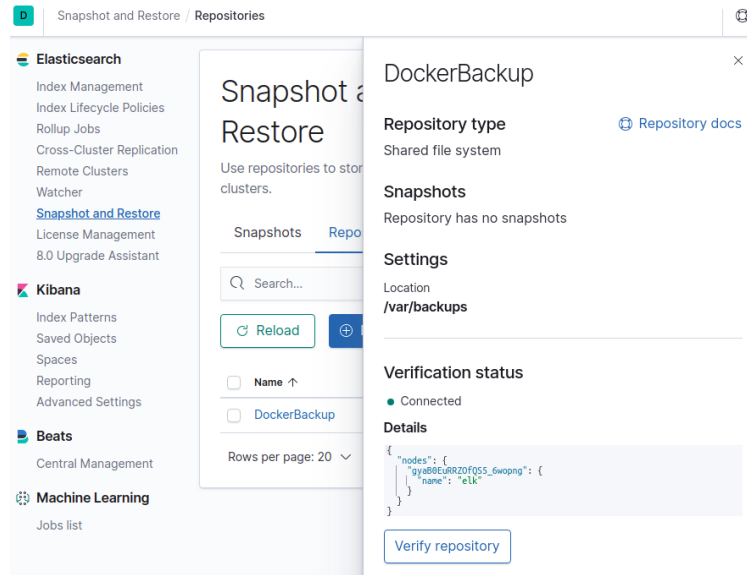 D
Snapshot and Restore / Repositories
Elasticsearch
Index Management
Index Lifecycle Policies
Rollup Jobs
Cross-Cluster Replication
Remote Clusters
Watcher
Snapshot and Restore
License Management
8.0 Upgrade Assistant
Kibana
Index Patterns
Saved Objects
Spaces
Reporting
Advanced Settings
Beats
Central Management
Machine Learning
Jobs list
Snapshot a
Restore
Use repositories to stor
clusters.
Snapshots Repo
Search...
Reload
Name ↑
DockerBackup
Rows per page: 20
DockerBackup
Repository type
Repository docs
Shared file system
Snapshots
Repository has no snapshots
Settings
Location
/var/backups
Verification status
Connected
Details
{
"nodes": {
"gyaB0EuRRZOfQS5_6wopng": {
"name": "elk"
}
}
}
Verify repository